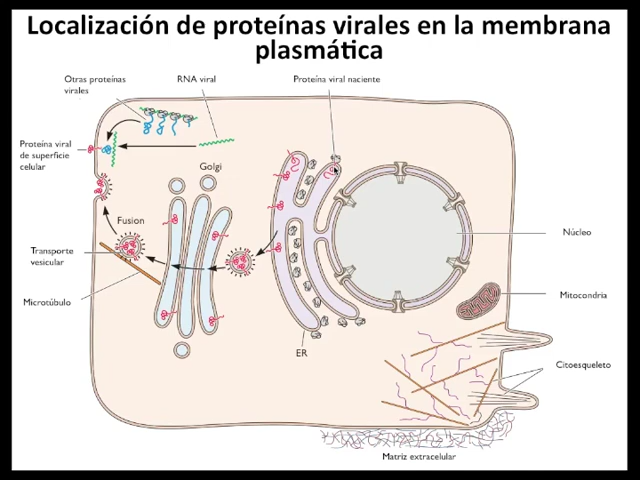 Localización de proteínas virales en la membrana
plasmática
Otras proteínas
virales
RNA viral
Proteína viral naciente
Proteína viral
de superficie
celular
Golgi
Fusion
Transporte
vesicular
Microtúbulo
ER
Núcleo
Mitocondria
Citoesqueleto
Matriz extracelular